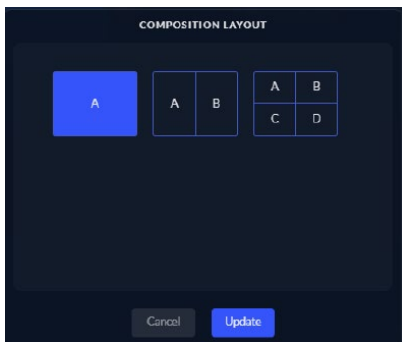 COMPOSITION LAYOUT
A
A B
A B
C D
Cancel Update